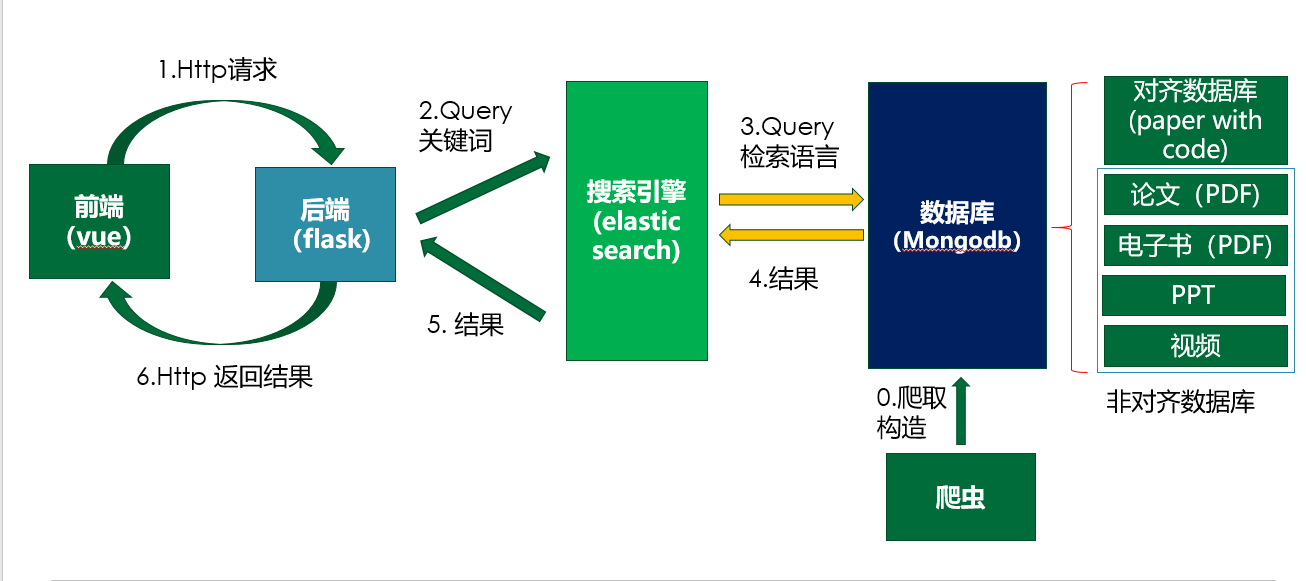 1.Http请求
2.Query
关键词
3.Query
检索语言
对齐数据库
(paper with
code)
前端
(vue)
后端
(flask)
搜索引擎
(elastic
search)
数据库
(Mongodb)
论文（PDF)
电子书（PDF)
PPT
视频
4.结果
5. 结果
6.Http 返回结果
0.爬取
构造
非对齐数据库
爬虫